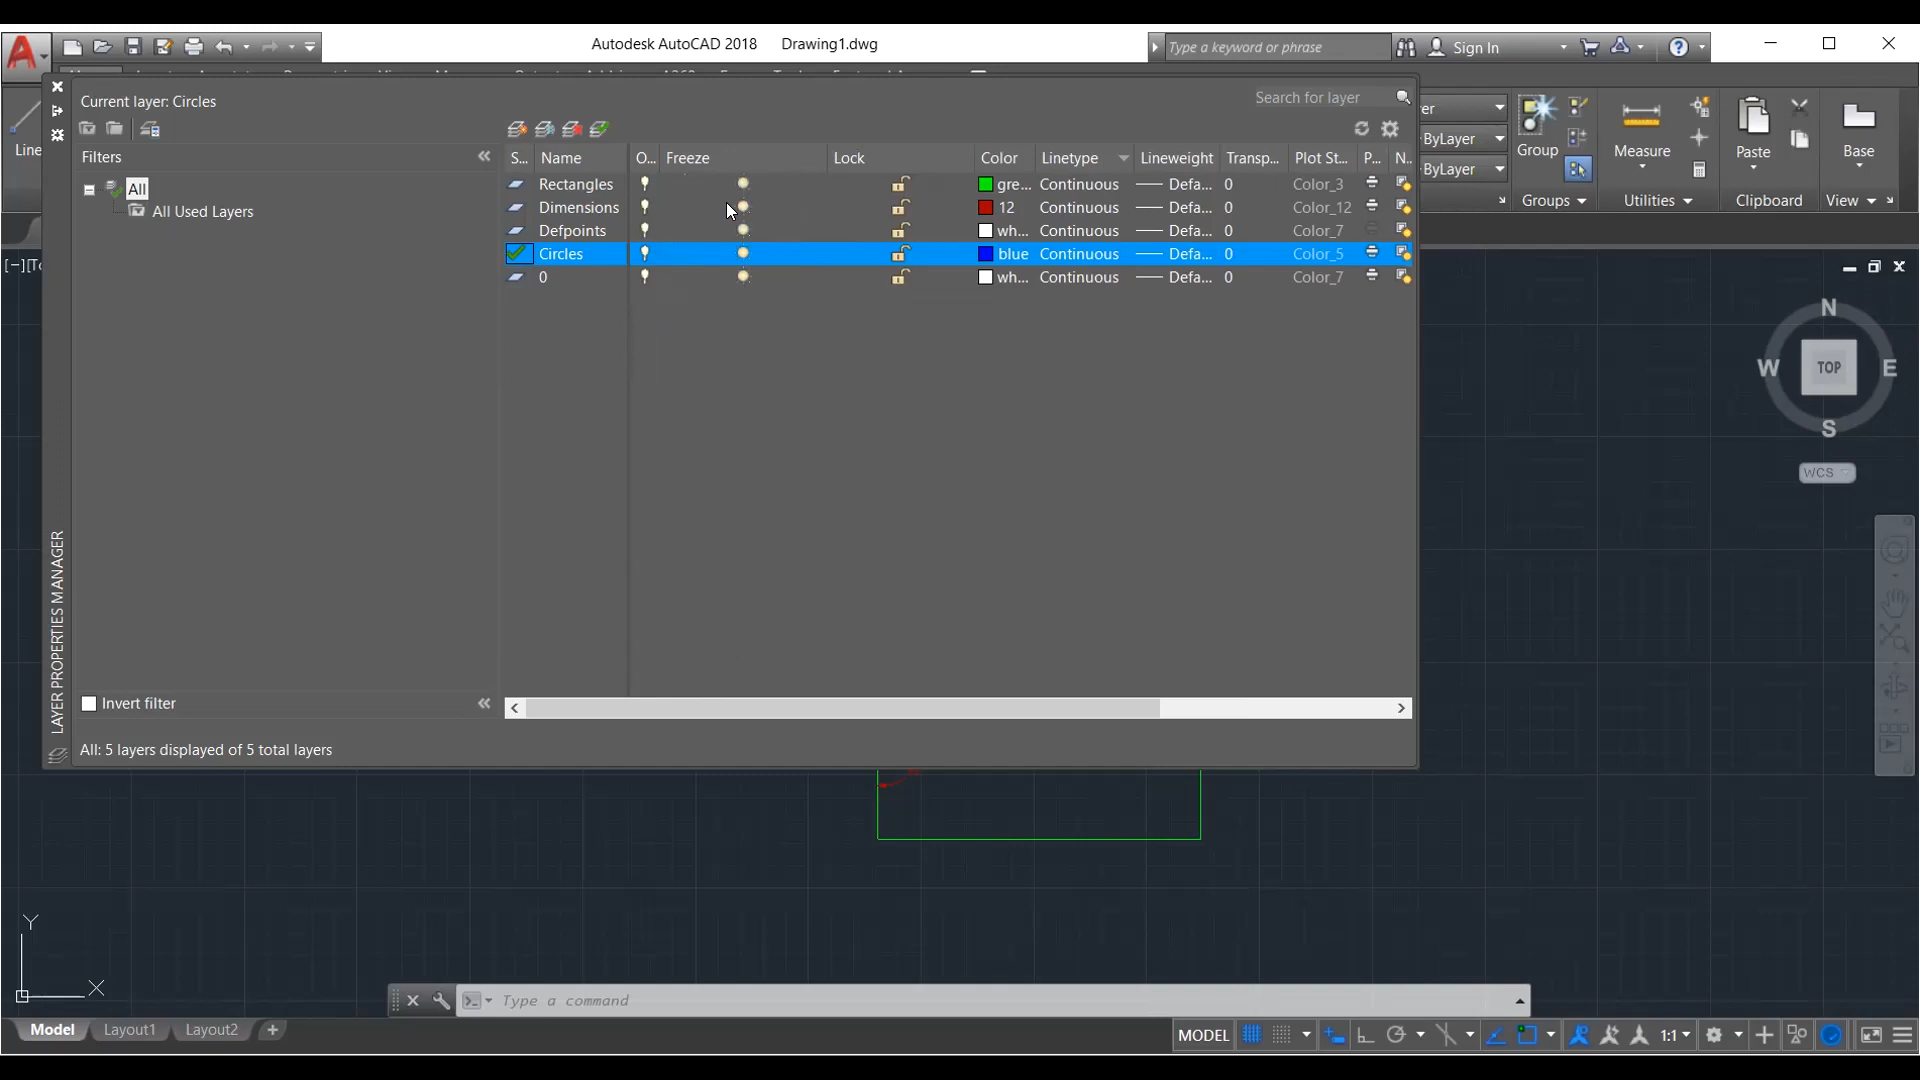 Autodesk AutoCAD 2018 Drawing1.dwg
Type a keyword or phrase
Sign In
Current layer: Circles
Search for layer
Filters
All
All Used Layers
S... Name O... Freeze Lock Color Linetype Lineweight Transp... Plot St... P... N..
Rectangles gre... Continuous Defa... 0 Color_3
Dimensions 12 Continuous Defa... 0 Color_12
Defpoints wh... Continuous Defa... 0 Color_7
Circles blue Continuous Defa... 0 Color_5
0 wh... Continuous Defa... 0 Color_7
Invert filter
All: 5 layers displayed of 5 total layers
LAYER PROPERTIES MANAGER
Line
ByLayer
ByLayer
Group
Measure
Paste
Base
Groups
Utilities
Clipboard
View
[−]
N
W TOP E
S
WCS
Y
X
Type a command
Model Layout1 Layout2 +
MODEL 1:1